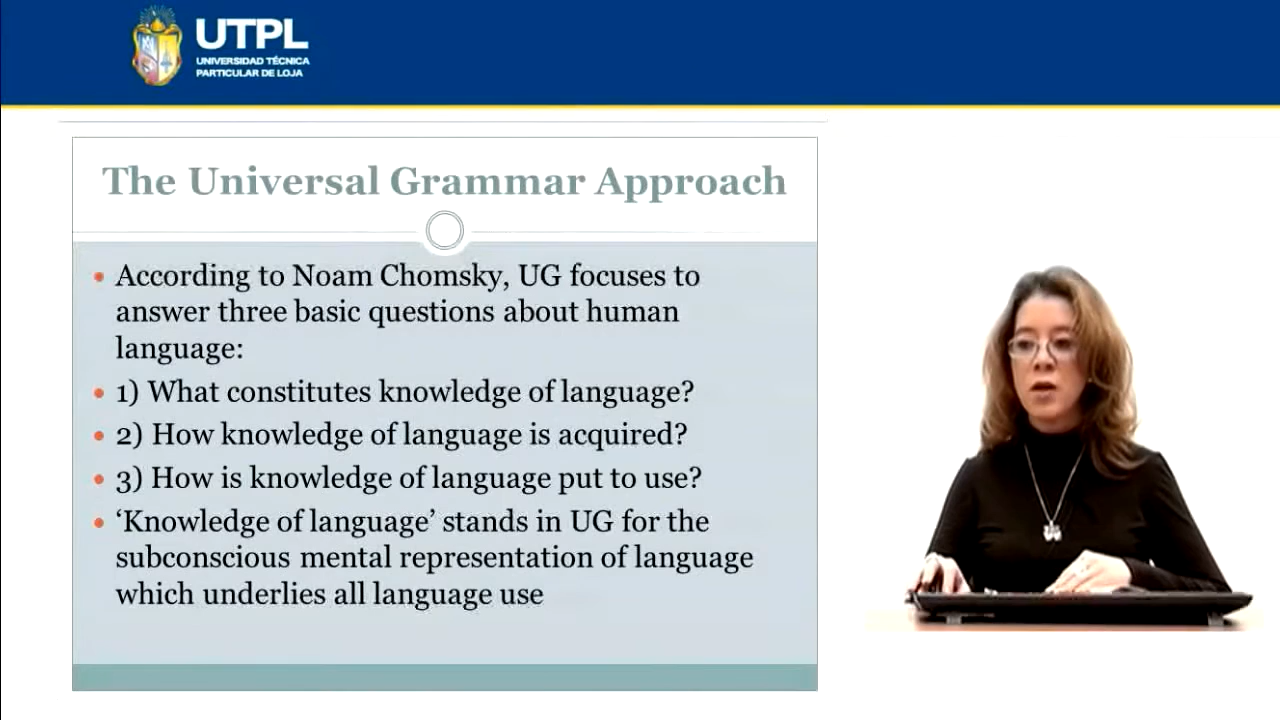 UTPL
UNIVERSIDAD TÉCNICA
PARTICULAR DE LOJA
The Universal Grammar Approach
According to Noam Chomsky, UG focuses to
answer three basic questions about human
language:
1) What constitutes knowledge of language?
2) How knowledge of language is acquired?
3) How is knowledge of language put to use?
‘Knowledge of language’ stands in UG for the
subconscious mental representation of language
which underlies all language use